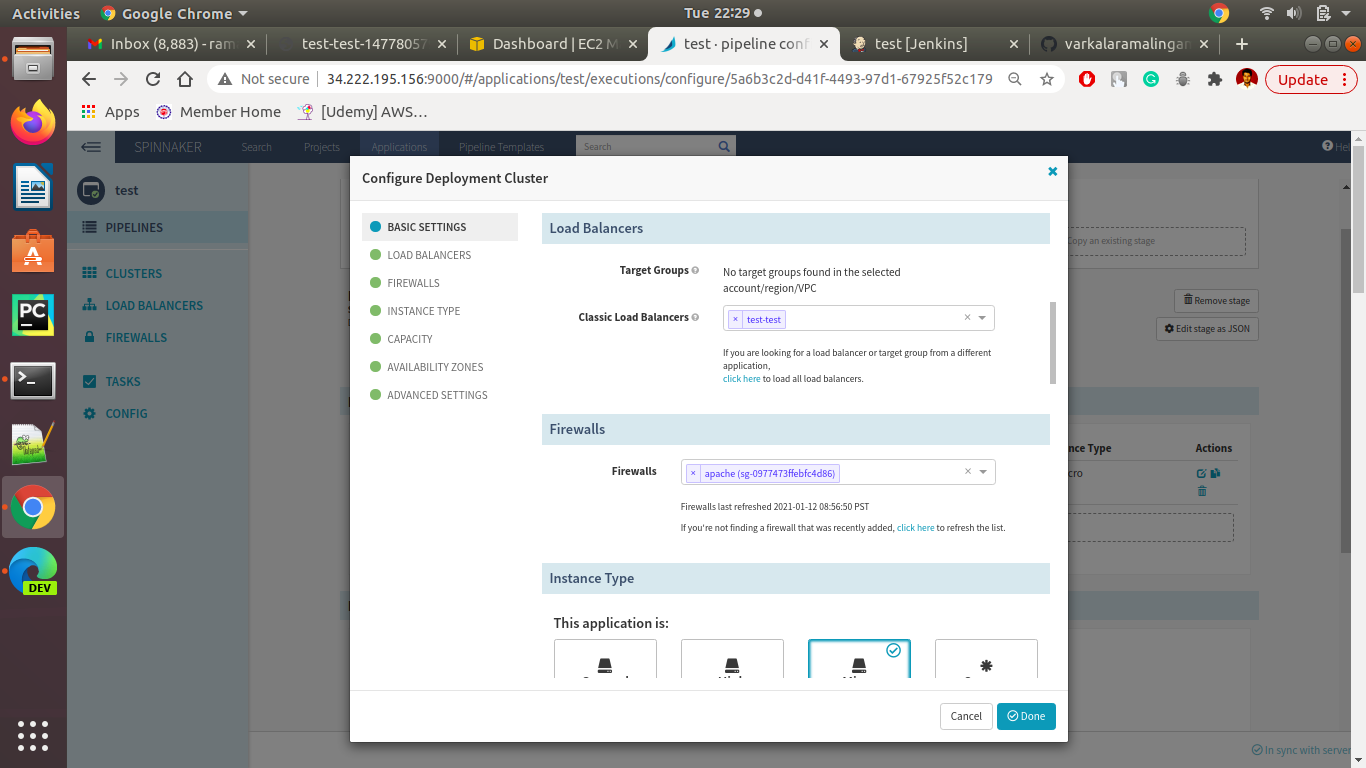 Activities
Google Chrome
Tue 22:29
Inbox (8,883) - ram
test-test-14778057
Dashboard | EC2 M
test · pipeline conf
test [Jenkins]
varkalaramalingan
Not secure
34.222.195.156:9000/#/applications/test/executions/configure/5a6b3c2d-d41f-4493-97d1-67925f52c179
Update
Apps
Member Home
[Udemy] AWS...
SPINNAKER
Search
Projects
Applications
Pipeline Templates
Search
test
PIPELINES
CLUSTERS
LOAD BALANCERS
FIREWALLS
TASKS
CONFIG
Configure Deployment Cluster
BASIC SETTINGS
LOAD BALANCERS
FIREWALLS
INSTANCE TYPE
CAPACITY
AVAILABILITY ZONES
ADVANCED SETTINGS
Load Balancers
Target Groups
No target groups found in the selected
account/region/VPC
Classic Load Balancers
× test-test
If you are looking for a load balancer or target group from a different
application,
click here to load all load balancers.
Firewalls
Firewalls
× apache (sg-0977473ffebfc4d86)
Firewalls last refreshed 2021-01-12 08:56:50 PST
If you're not finding a firewall that was recently added, click here to refresh the list.
Instance Type
This application is:
Cancel
Done
Copy an existing stage
Remove stage
Edit stage as JSON
nce Type
Actions
cro
In sync with server
PC
DEV